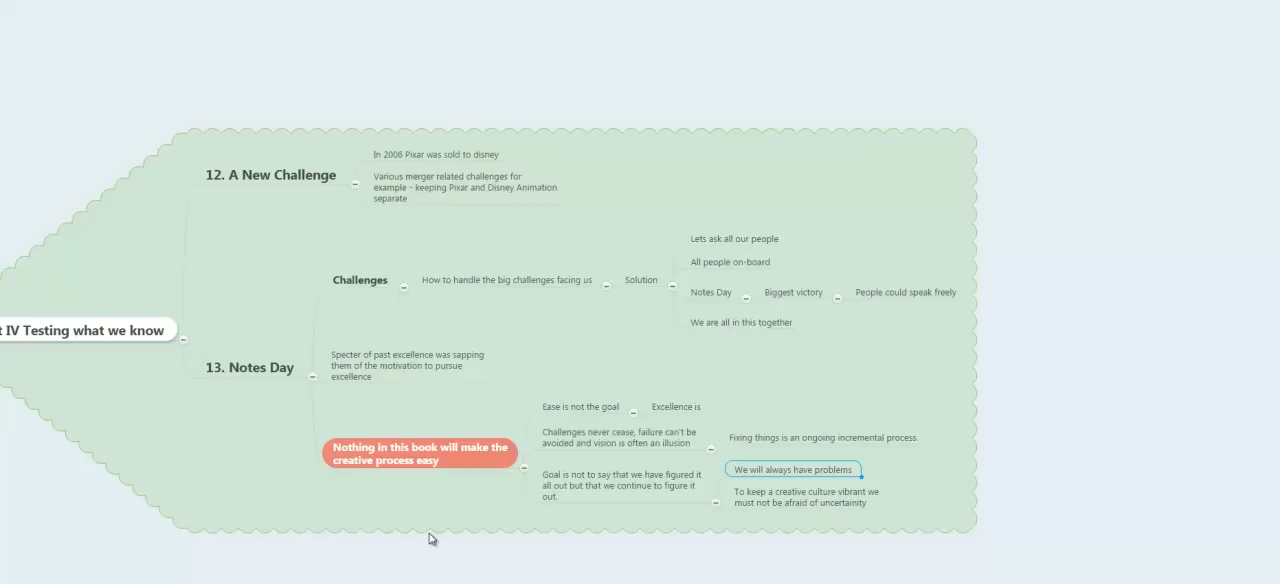 12. A New Challenge
In 2006 Pixar was sold to disney
Various merger related challenges for
example - keeping Pixar and Disney Animation
separate
IV Testing what we know
13. Notes Day
Challenges
How to handle the big challenges facing us
Solution
Lets ask all our people
All people on-board
Notes Day
Biggest victory
People could speak freely
We are all in this together
Specter of past excellence was sapping
them of the motivation to pursue
excellence
Nothing in this book will make the
creative process easy
Ease is not the goal
Excellence is
Challenges never cease, failure can't be
avoided and vision is often an illusion
Fixing things is an ongoing incremental process.
Goal is not to say that we have figured it
all out but that we continue to figure it
out.
We will always have problems
To keep a creative culture vibrant we
must not be afraid of uncertainity